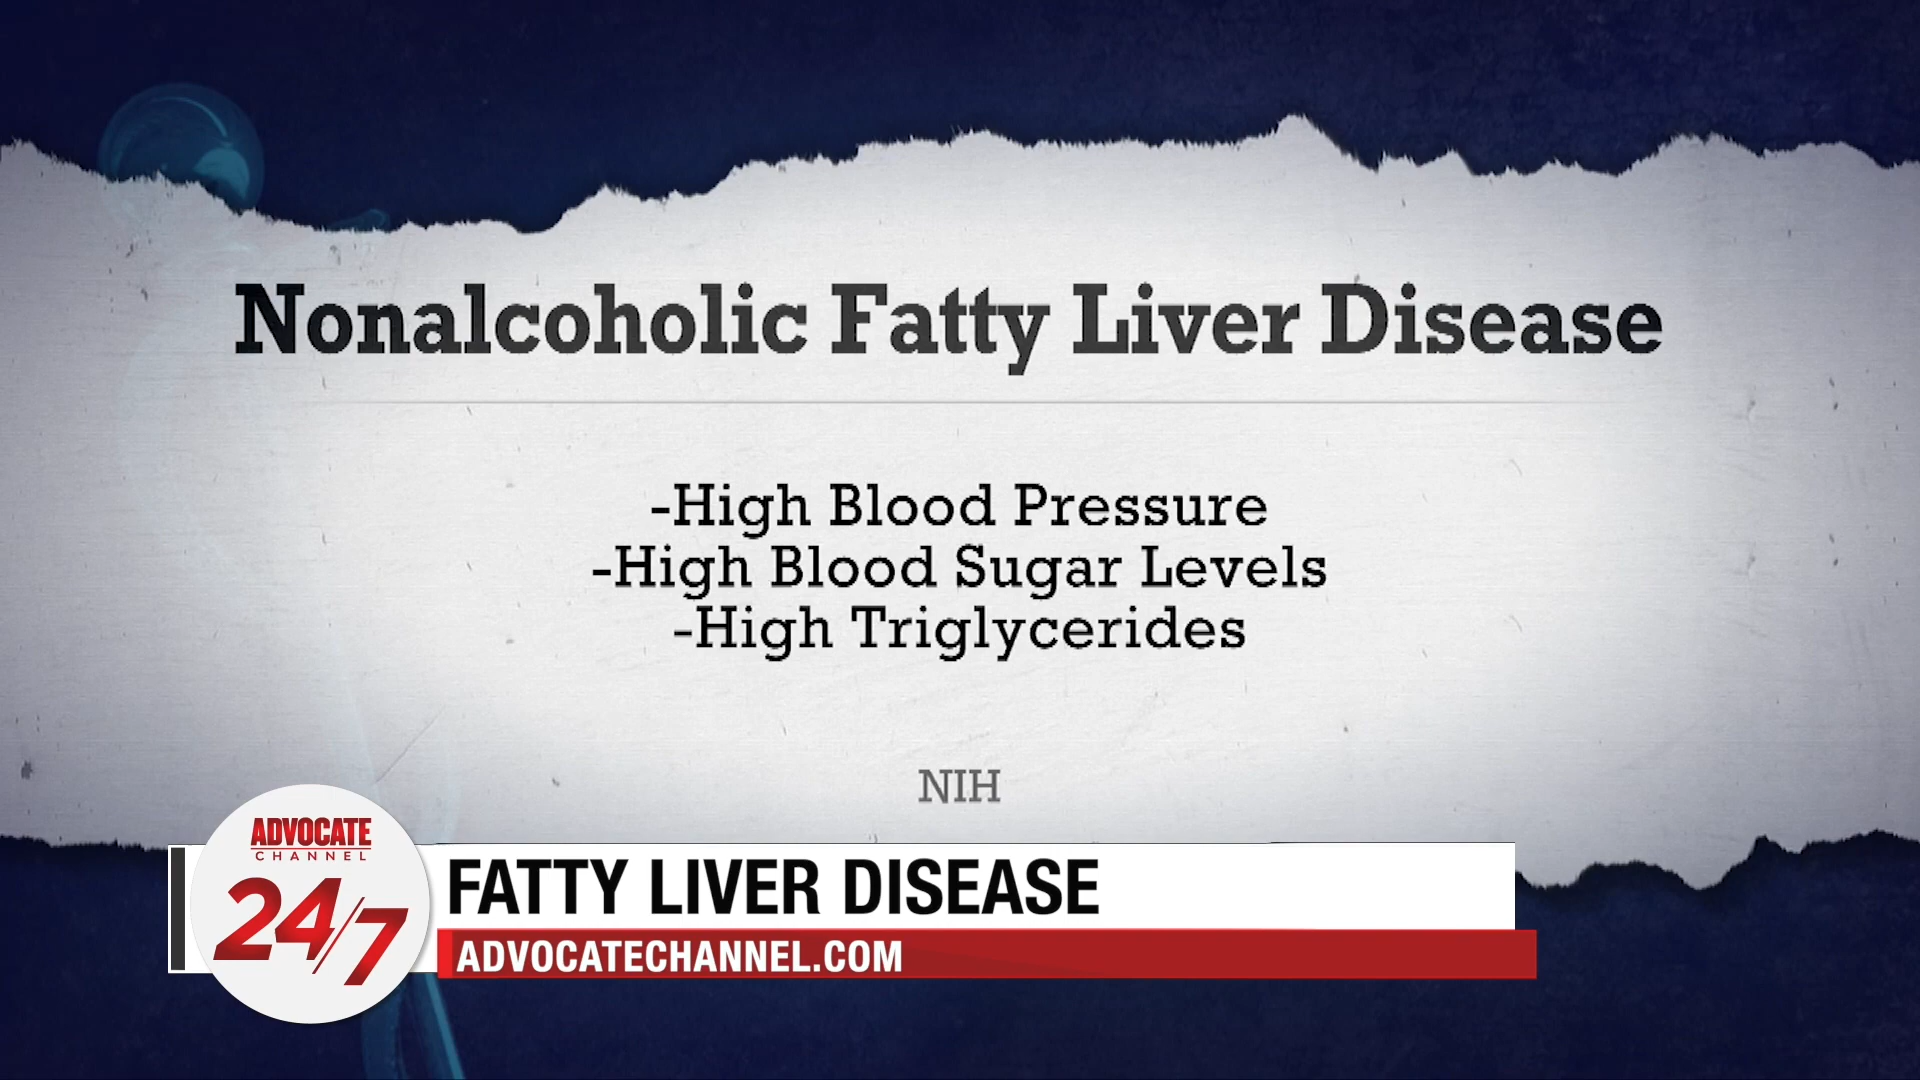 Nonalcoholic Fatty Liver Disease
-High Blood Pressure
-High Blood Sugar Levels
-High Triglycerides
NIH
ADVOCATE
CHANNEL
24/7
FATTY LIVER DISEASE
ADVOCATECHANNEL.COM